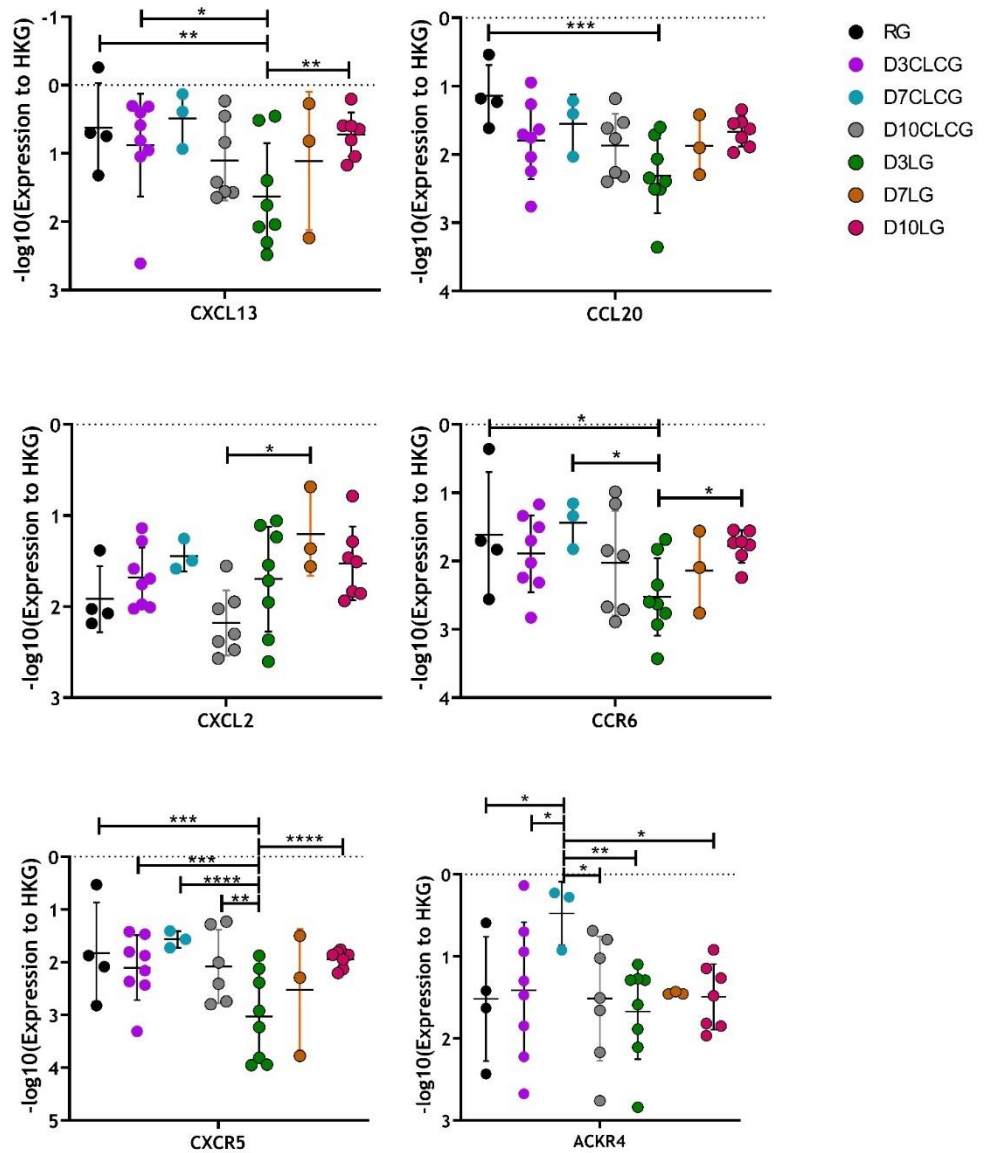 -log10(Expression to HKG)
-1
0
1
2
3
*
**
**
CXCL13
-log10(Expression to HKG)
0
1
2
3
4
***
CCL20
RG
D3CLCG
D7CLCG
D10CLCG
D3LG
D7LG
D10LG
-log10(Expression to HKG)
0
1
2
3
*
CXCL2
-log10(Expression to HKG)
0
1
2
3
4
*
*
*
CCR6
-log10(Expression to HKG)
0
1
2
3
4
5
***
****
***
****
**
CXCR5
-log10(Expression to HKG)
0
1
2
3
*
*
*
**
*
ACKR4